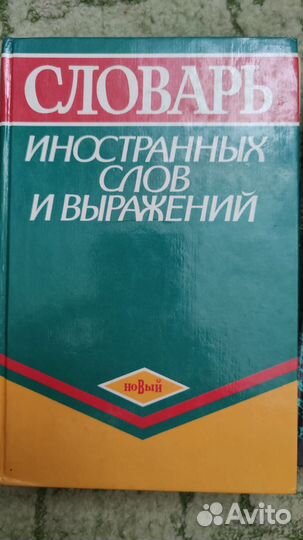 СЛОВАРЬ
ИНОСТРАННЫХ
СЛОВ
И ВЫРАЖЕНИЙ
новый
Avito